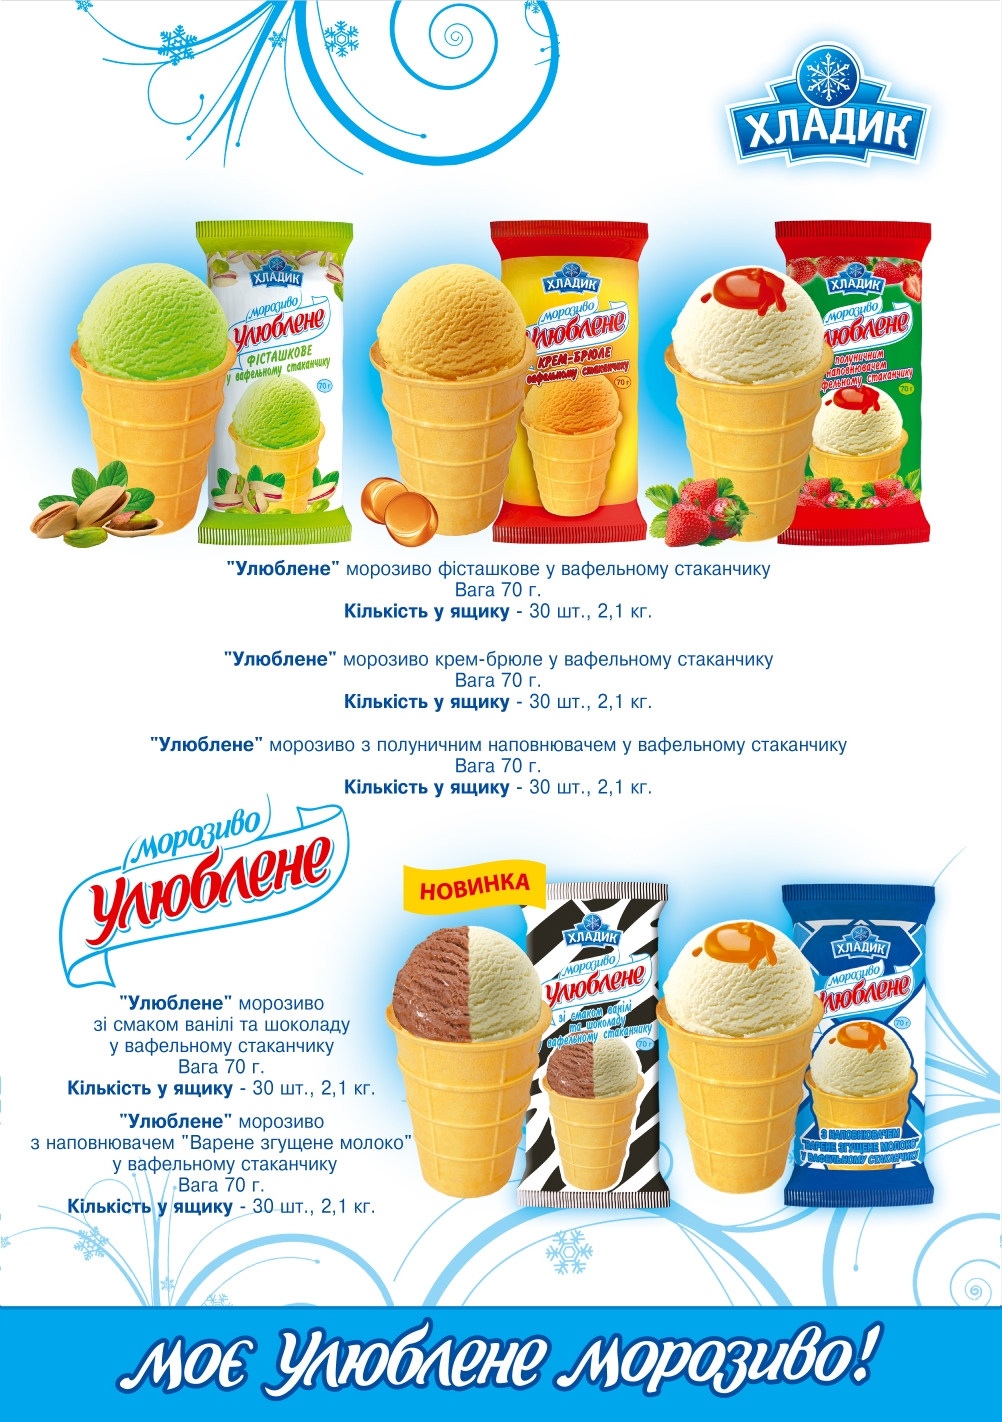 ХЛАДИК
ХЛАДИК
морозиво
Улюблене
ФІСТАШКОВЕ
у вафельному стаканчику
70 г
ХЛАДИК
морозиво
Улюблене
КРЕМ-БРЮЛЕ
вафельному стаканчику
70 г
ХЛАДИК
морозиво
Улюблене
полуничним
наповнювачем
вафельному стаканчику
70 г
"Улюблене" морозиво фісташкове у вафельному стаканчику
Вага 70 г.
Кількість у ящику - 30 шт., 2,1 кг.
"Улюблене" морозиво крем-брюле у вафельному стаканчику
Вага 70 г.
Кількість у ящику - 30 шт., 2,1 кг.
"Улюблене" морозиво з полуничним наповнювачем у вафельному стаканчику
Вага 70 г.
Кількість у ящику - 30 шт., 2,1 кг.
морозиво
Улюблене
НОВИНКА
ХЛАДИК
морозиво
Улюблене
зі смаком ванілі
та шоколаду
у вафельному стаканчику
70 г
ХЛАДИК
морозиво
Улюблене
70 г
З НАПОВНЮВАЧЕМ
"ВАРЕНЕ ЗГУЩЕНЕ МОЛОКО"
У ВАФЕЛЬНОМУ СТАКАНЧИКУ
"Улюблене" морозиво
зі смаком ванілі та шоколаду
у вафельному стаканчику
Вага 70 г.
Кількість у ящику - 30 шт., 2,1 кг.
"Улюблене" морозиво
з наповнювачем "Варене згущене молоко"
у вафельному стаканчику
Вага 70 г.
Кількість у ящику - 30 шт., 2,1 кг.
моє Улюблене морозиво!